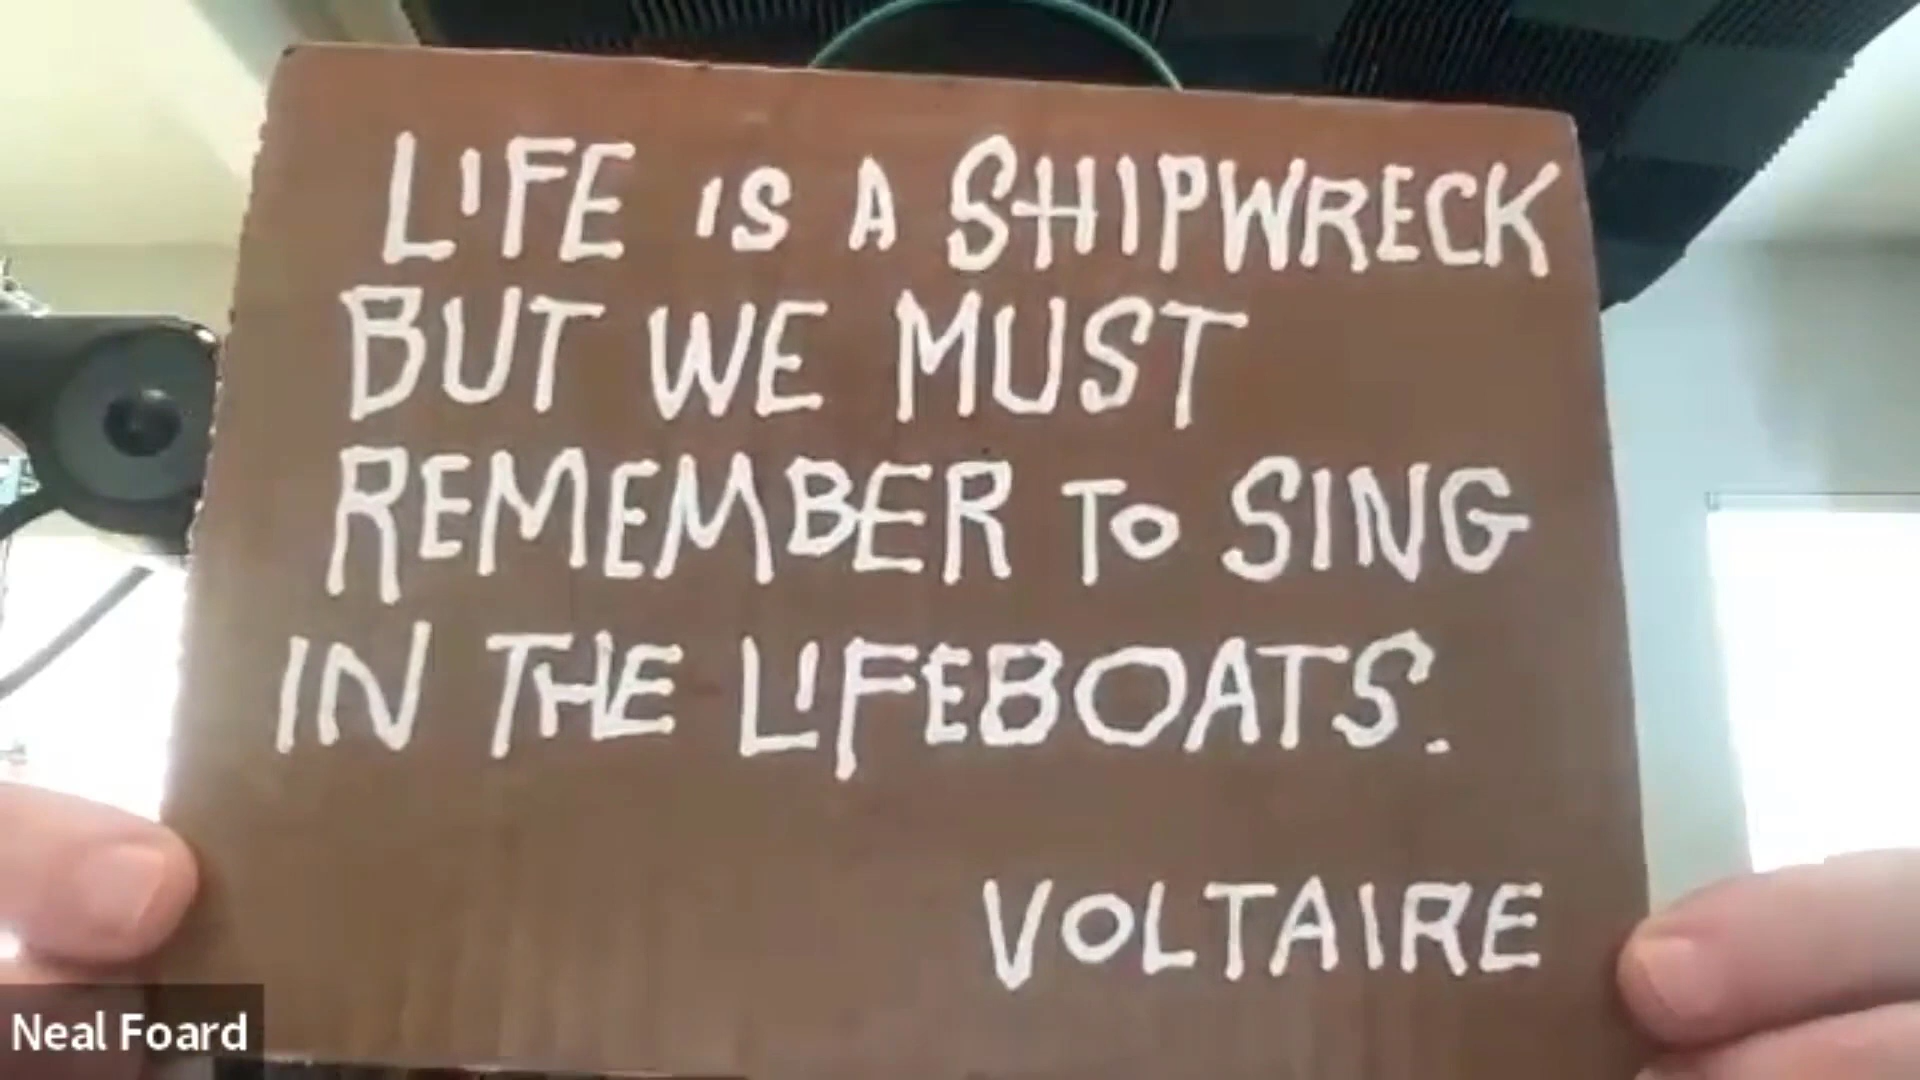 LIFE IS A SHIPWRECK
BUT WE MUST
REMEMBER TO SING
IN THE LIFEBOATS.
VOLTAIRE
Neal Foard